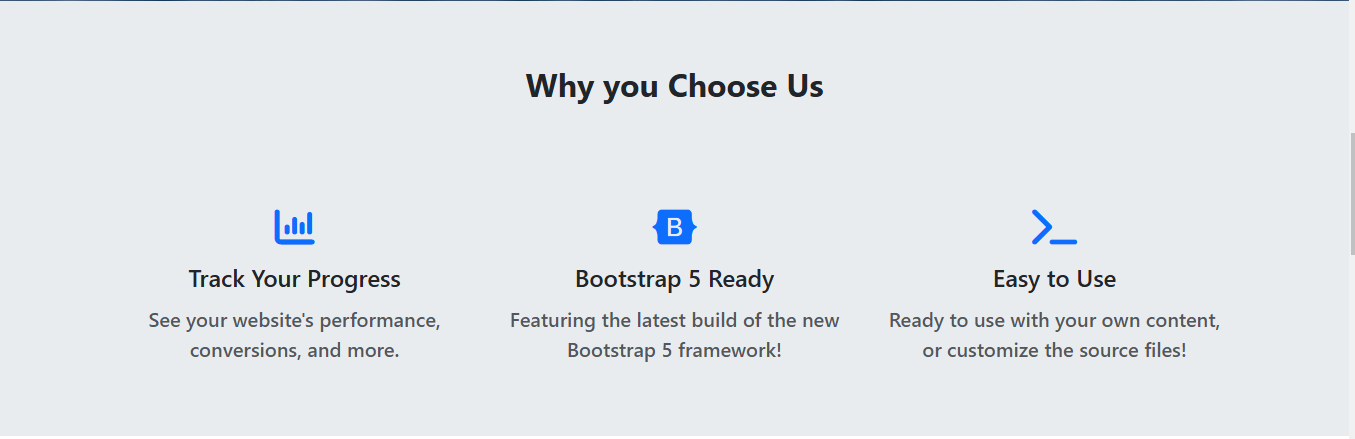 Why you Choose Us
B
Track Your Progress
See your website's performance,
conversions, and more.
Bootstrap 5 Ready
Featuring the latest build of the new
Bootstrap 5 framework!
Easy to Use
Ready to use with your own content,
or customize the source files!